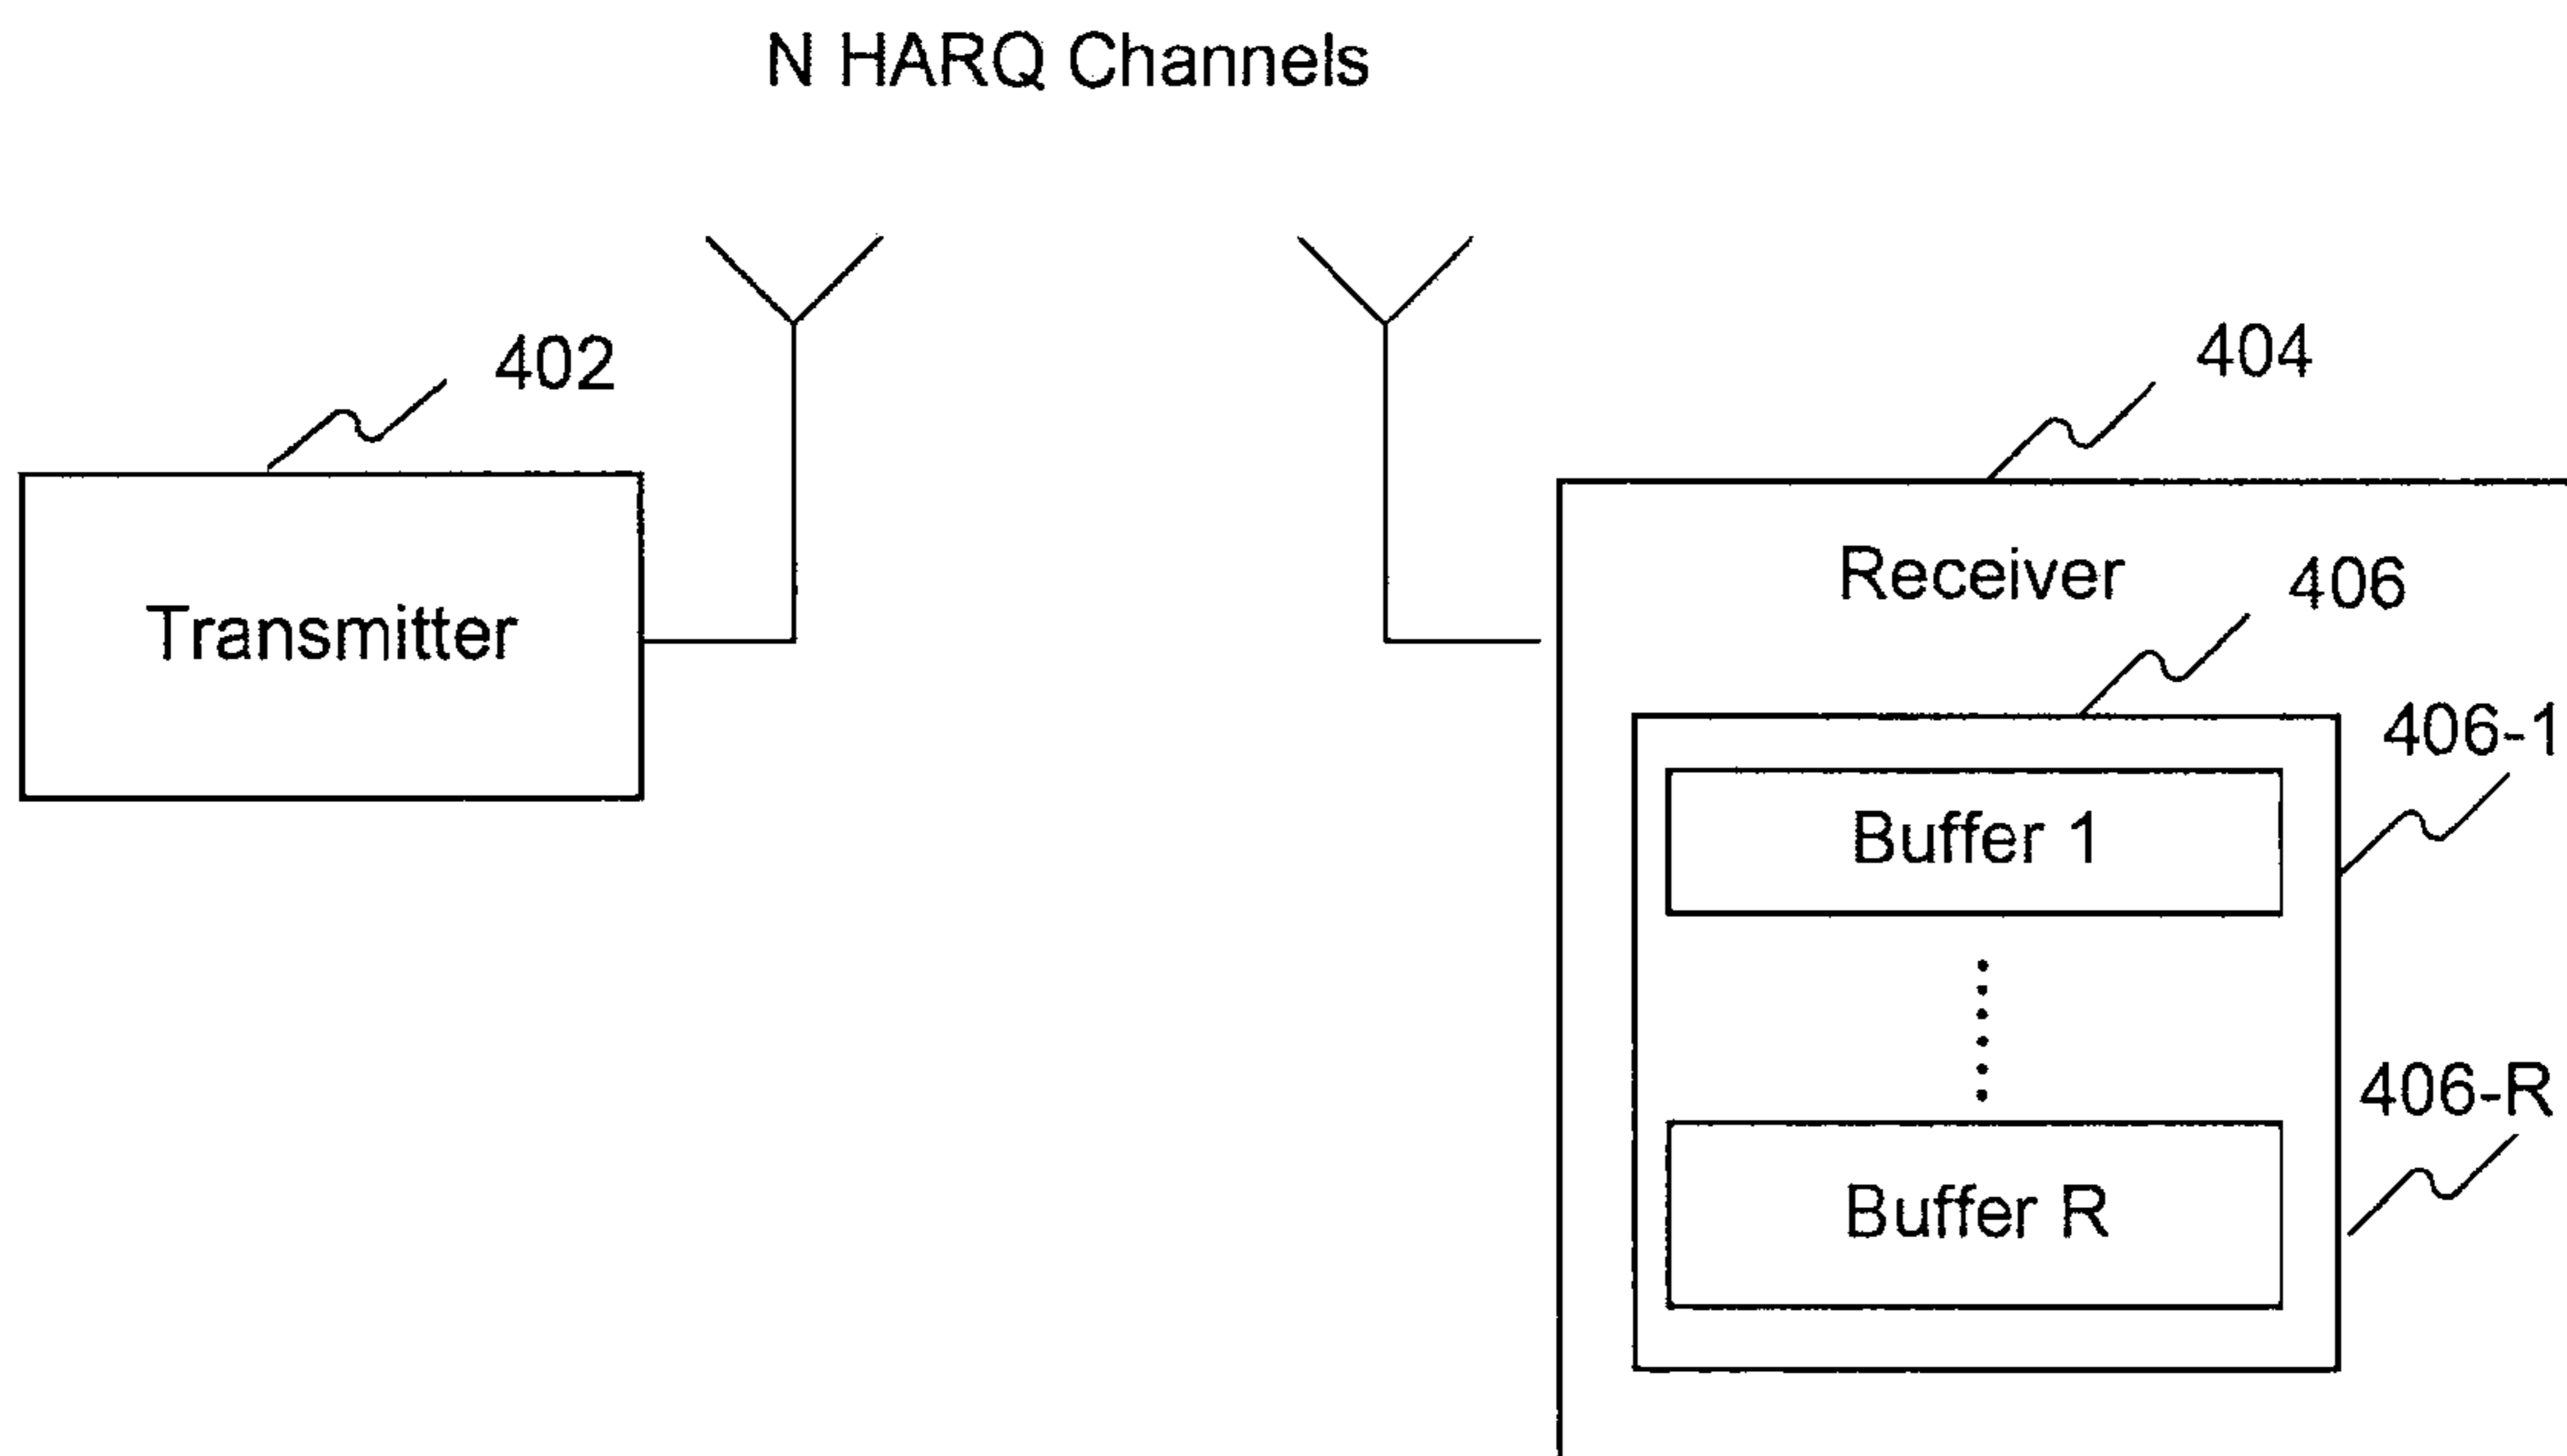 N HARQ Channels
402
404
Transmitter
Receiver
406
406-1
Buffer 1
406-R
Buffer R